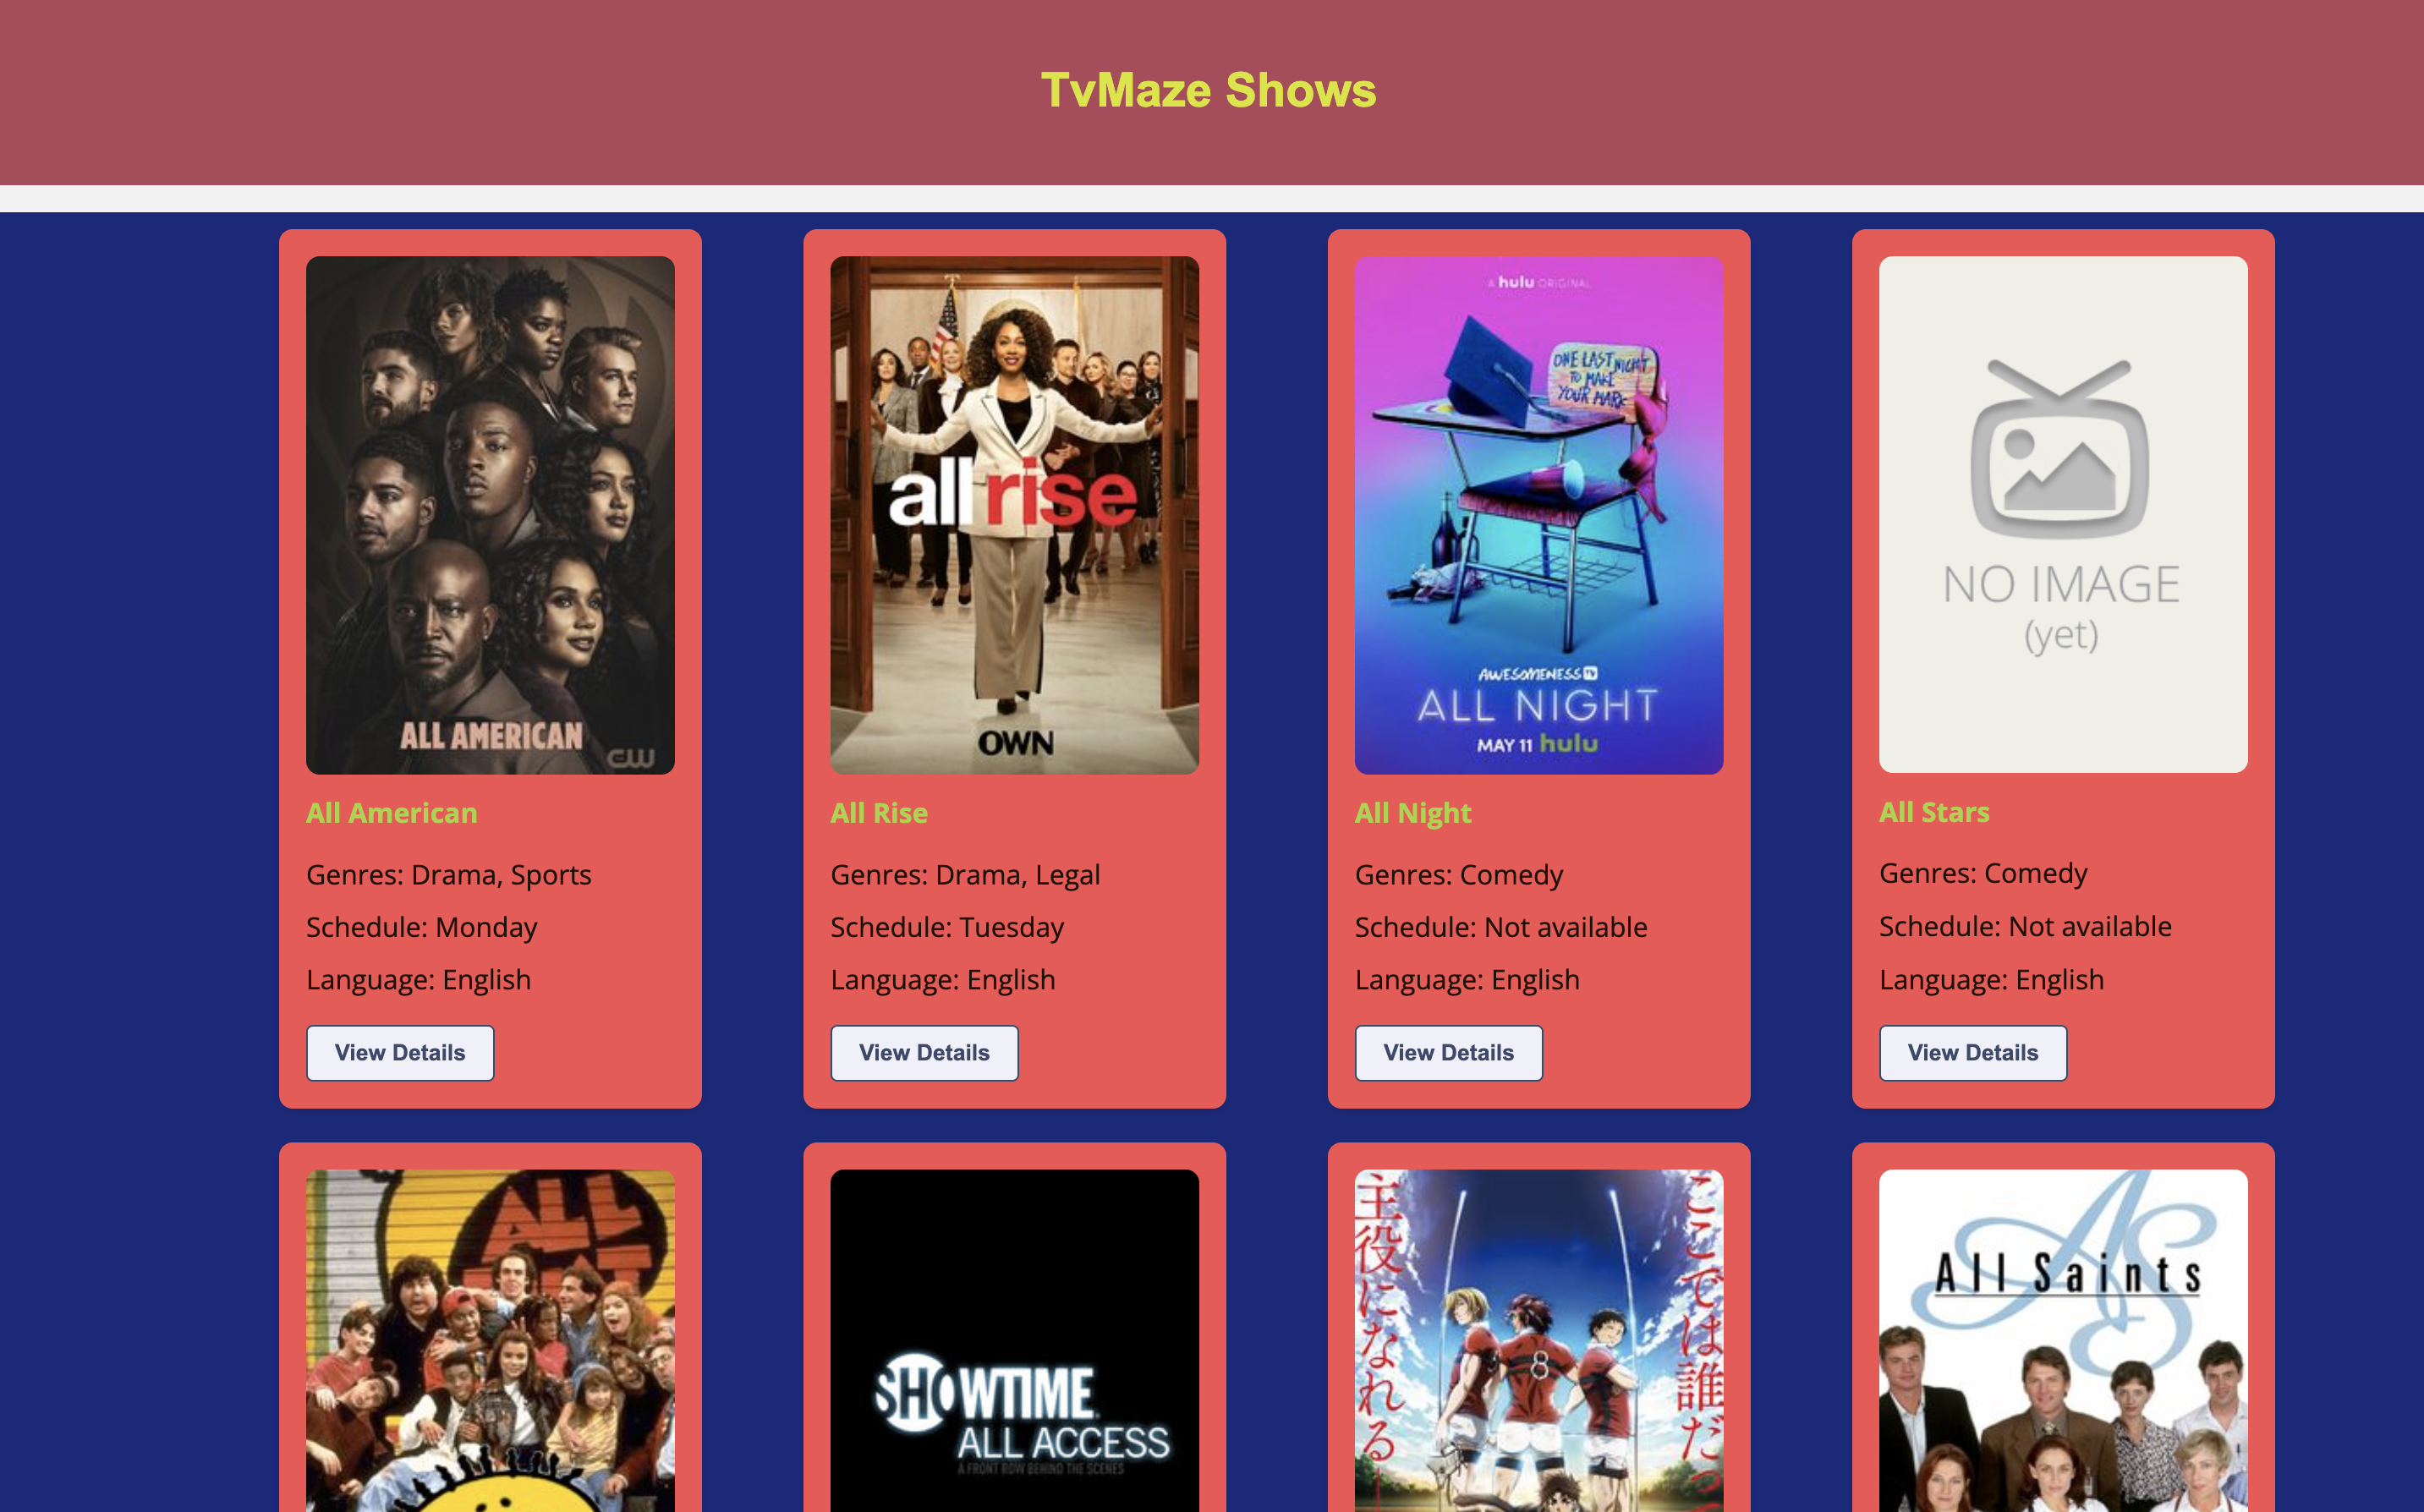 TvMaze Shows
ALL AMERICAN
CW
All American
Genres: Drama, Sports
Schedule: Monday
Language: English
View Details
all rise
OWN
All Rise
Genres: Drama, Legal
Schedule: Tuesday
Language: English
View Details
A hulu ORIGINAL
ONE LAST NIGHT
TO MAKE
YOUR MARK
AWESOMENESS TV
ALL NIGHT
MAY 11 hulu
All Night
Genres: Comedy
Schedule: Not available
Language: English
View Details
NO IMAGE
(yet)
All Stars
Genres: Comedy
Schedule: Not available
Language: English
View Details
ALL
SHOWTIME
ALL ACCESS
A FRONT ROW BEHIND THE SCENES
ここでは誰だっ
主役になれる
8
AS
All Saints